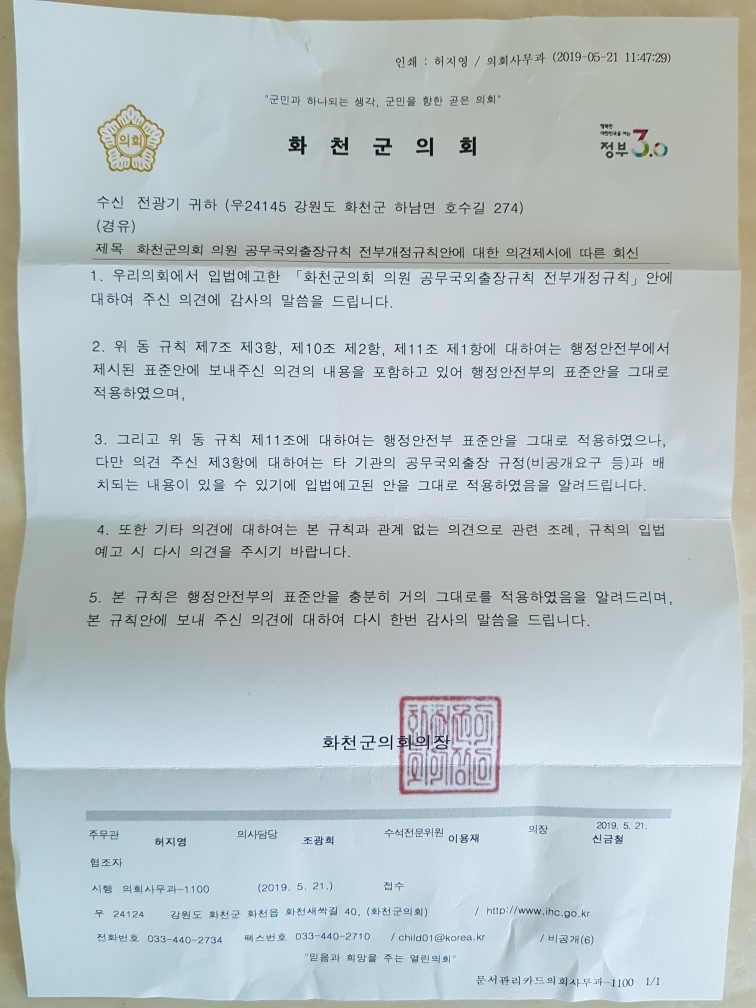 인쇄 : 허지영 / 의회사무과 (2019-05-21 11:47:29)
"군민과 하나되는 생각, 군민을 향한 곧은 의회"
의회
화 천 군 의 회
행복한
대한민국을 여는
정부3.0
수신 전광기 귀하 (우24145 강원도 화천군 하남면 호수길 274)
(경유)
제목 화천군의회 의원 공무국외출장규칙 전부개정규칙안에 대한 의견제시에 따른 회신
1. 우리의회에서 입법예고한 「화천군의회 의원 공무국외출장규칙 전부개정규칙」안에
대하여 주신 의견에 감사의 말씀을 드립니다.
2. 위 동 규칙 제7조 제3항, 제10조 제2항, 제11조 제1항에 대하여는 행정안전부에서
제시된 표준안에 보내주신 의견의 내용을 포함하고 있어 행정안전부의 표준안을 그대로
적용하였으며,
3. 그리고 위 동 규칙 제11조에 대하여는 행정안전부 표준안을 그대로 적용하였으나,
다만 의견 주신 제3항에 대하여는 타 기관의 공무국외출장 규정(비공개요구 등)과 배
치되는 내용이 있을 수 있기에 입법예고된 안을 그대로 적용하였음을 알려드립니다.
4. 또한 기타 의견에 대하여는 본 규칙과 관계 없는 의견으로 관련 조례, 규칙의 입법
예고 시 다시 의견을 주시기 바랍니다.
5. 본 규칙은 행정안전부의 표준안을 충분히 거의 그대로를 적용하였음을 알려드리며,
본 규칙안에 보내 주신 의견에 대하여 다시 한번 감사의 말씀을 드립니다.
화천군의회의장
주무관 허지영 의사담당 조광희 수석전문위원 이용재 의장 2019. 5. 21. 신금철
협조자
시행 의회사무과-1100 (2019. 5. 21.) 접수
우 24124 강원도 화천군 화천읍 화천새싹길 40, (화천군의회) / http://www.ihc.go.kr
전화번호 033-440-2734 팩스번호 033-440-2710 / child01@korea.kr / 비공개(6)
"믿음과 희망을 주는 열린의회"
문서관리카드의회사무과-1100 1/1